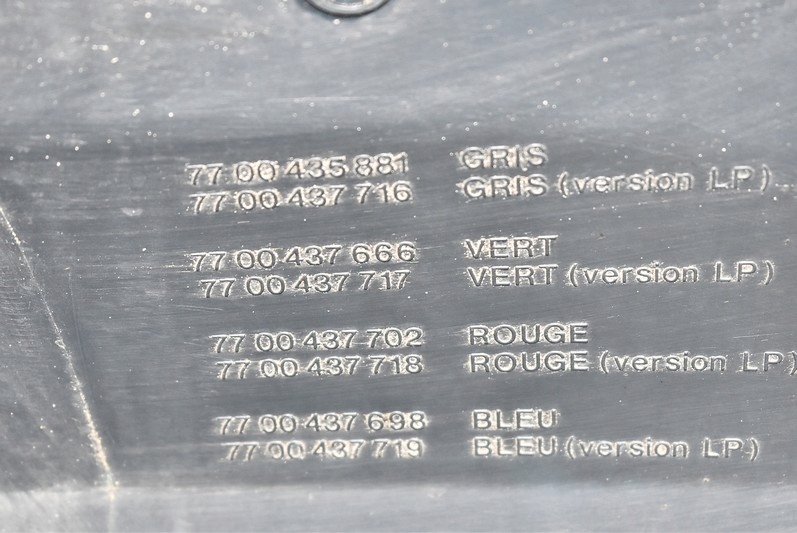 77 00 435 881 GRIS
77 00 437 716 GRIS (version LP)
77 00 437 666 VERT
77 00 437 717 VERT (version LP)
77 00 437 702 ROUGE
77 00 437 718 ROUGE (version LP)
77 00 437 698 BLEU
77 00 437 719 BLEU (version LP)